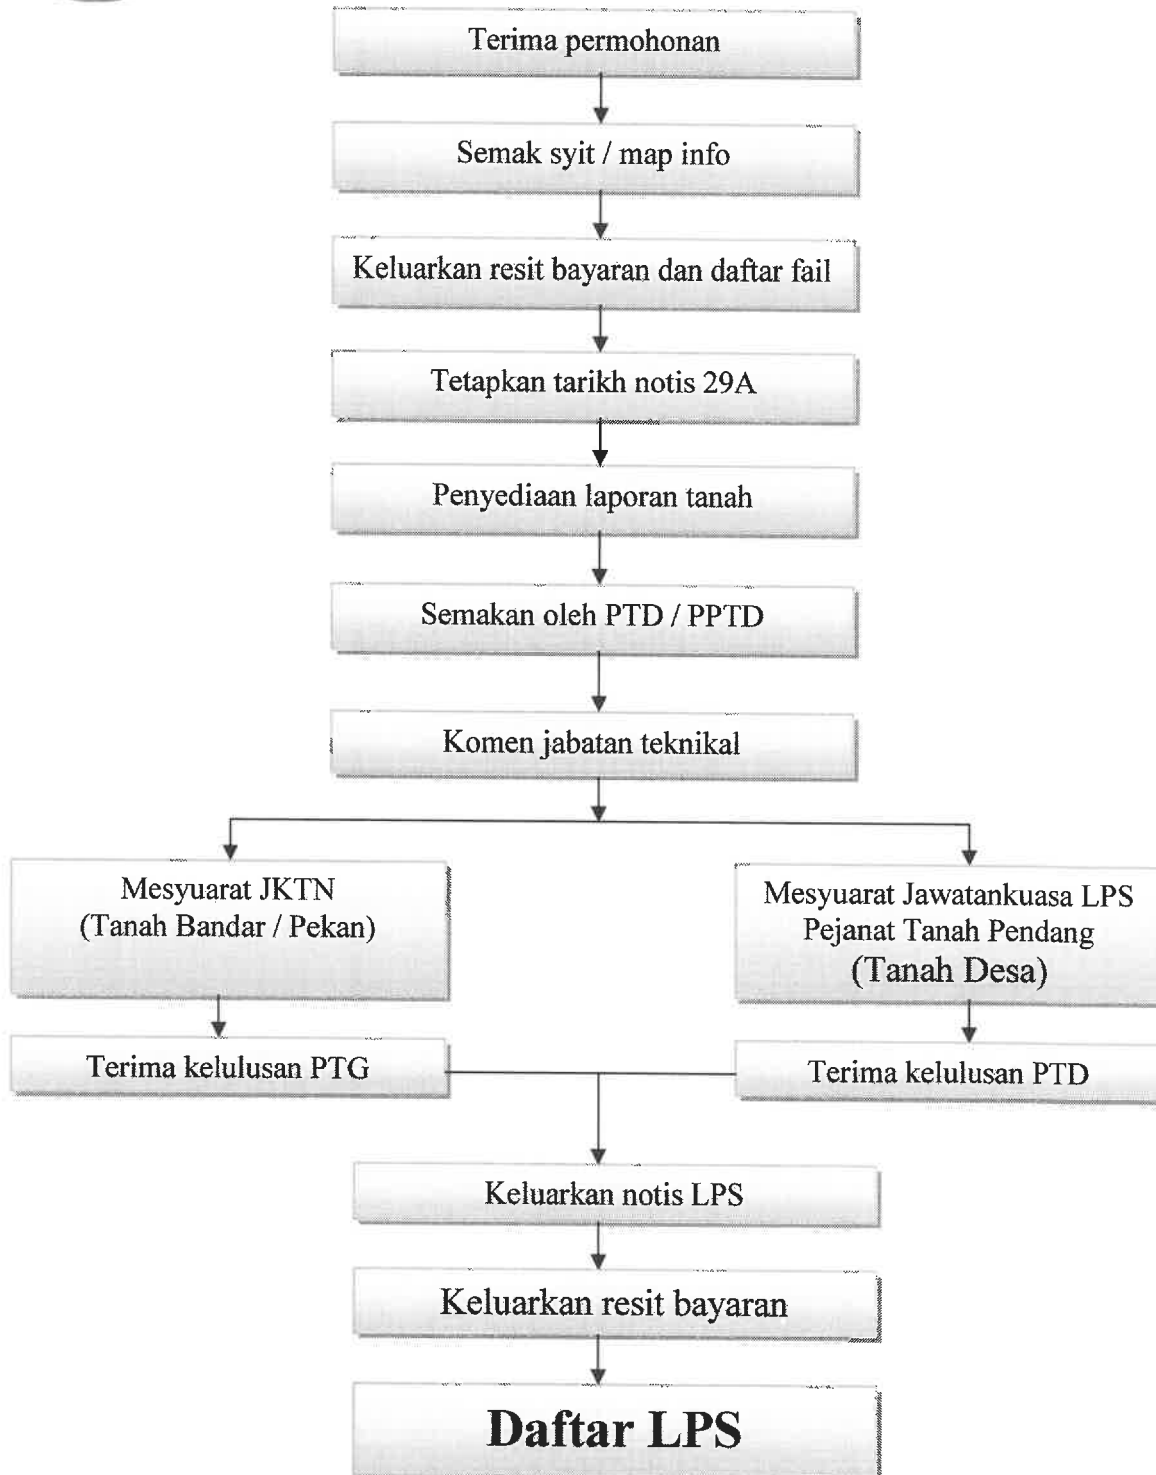 Terima permohonan
Semak syit / map info
Keluarkan resit bayaran dan daftar fail
Tetapkan tarikh notis 29A
Penyediaan laporan tanah
Semakan oleh PTD / PPTD
Komen jabatan teknikal
Mesyuarat JKTN
(Tanah Bandar / Pekan)
Mesyuarat Jawatankuasa LPS
Pejanat Tanah Pendang
(Tanah Desa)
Terima kelulusan PTG
Terima kelulusan PTD
Keluarkan notis LPS
Keluarkan resit bayaran
Daftar LPS